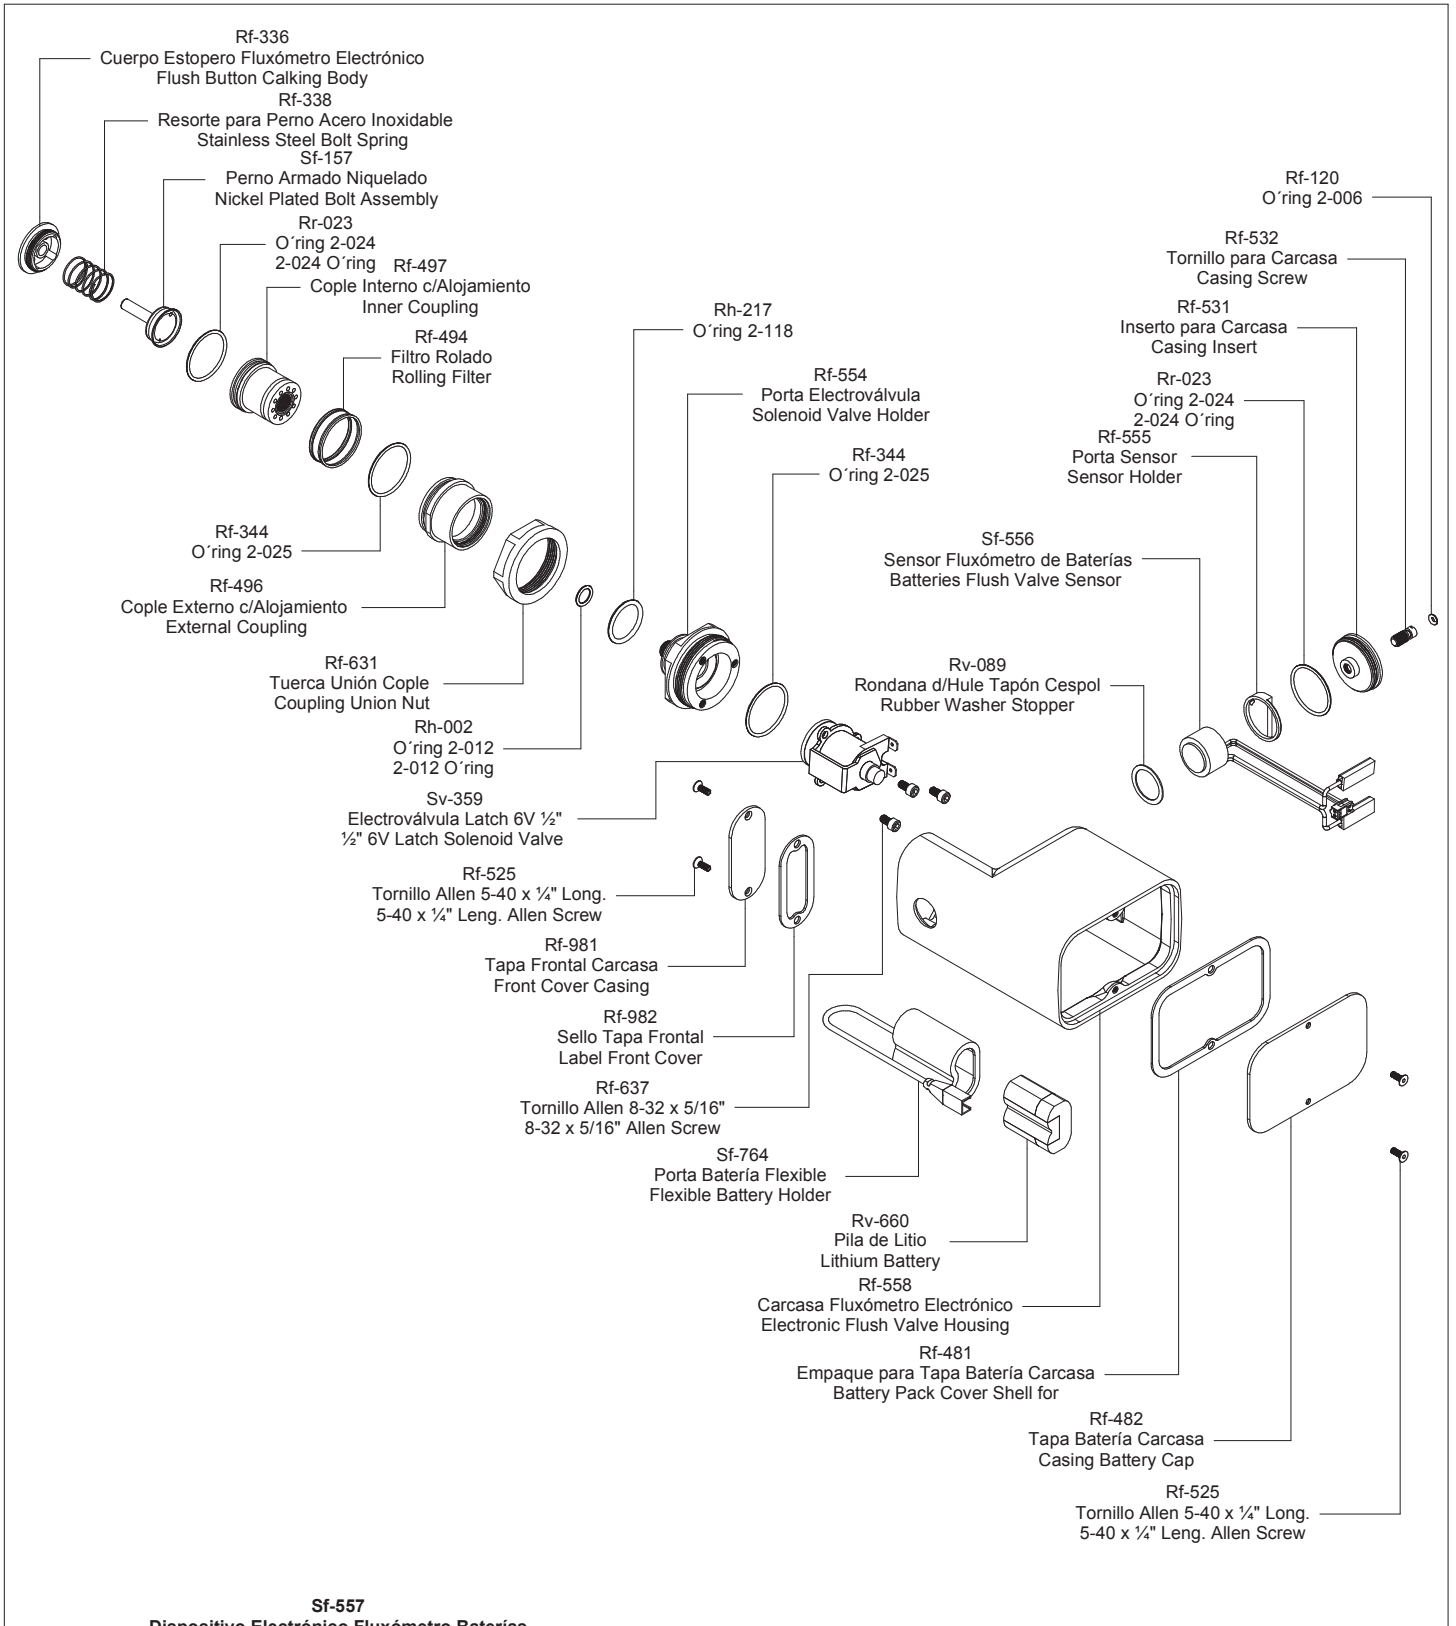 Rf-336
Cuerpo Estopero Fluxómetro Electrónico
Flush Button Calking Body
Rf-338
Resorte para Perno Acero Inoxidable
Stainless Steel Bolt Spring
Sf-157
Perno Armado Niquelado
Nickel Plated Bolt Assembly
Rr-023
O´ring 2-024
2-024 O´ring
Rf-497
Cople Interno c/Alojamiento
Inner Coupling
Rf-494
Filtro Rolado
Rolling Filter
Rf-344
O´ring 2-025
Rf-496
Cople Externo c/Alojamiento
External Coupling
Rf-631
Tuerca Unión Cople
Coupling Union Nut
Rh-002
O´ring 2-012
2-012 O´ring
Sv-359
Electroválvula Latch 6V ½"
½" 6V Latch Solenoid Valve
Rf-525
Tornillo Allen 5-40 x ¼" Long.
5-40 x ¼" Leng. Allen Screw
Rf-981
Tapa Frontal Carcasa
Front Cover Casing
Rf-982
Sello Tapa Frontal
Label Front Cover
Rf-637
Tornillo Allen 8-32 x 5/16"
8-32 x 5/16" Allen Screw
Sf-764
Porta Batería Flexible
Flexible Battery Holder
Rv-660
Pila de Litio
Lithium Battery
Rf-558
Carcasa Fluxómetro Electrónico
Electronic Flush Valve Housing
Rf-481
Empaque para Tapa Batería Carcasa
Battery Pack Cover Shell for
Rf-482
Tapa Batería Carcasa
Casing Battery Cap
Rf-525
Tornillo Allen 5-40 x ¼" Long.
5-40 x ¼" Leng. Allen Screw
Rh-217
O´ring 2-118
Rf-554
Porta Electroválvula
Solenoid Valve Holder
Rf-344
O´ring 2-025
Rf-120
O´ring 2-006
Rf-532
Tornillo para Carcasa
Casing Screw
Rf-531
Inserto para Carcasa
Casing Insert
Rr-023
O´ring 2-024
2-024 O´ring
Rf-555
Porta Sensor
Sensor Holder
Sf-556
Sensor Fluxómetro de Baterías
Batteries Flush Valve Sensor
Rv-089
Rondana d/Hule Tapón Cespol
Rubber Washer Stopper
Sf-557
Dispositivo Electrónico Fluxómetro Baterías